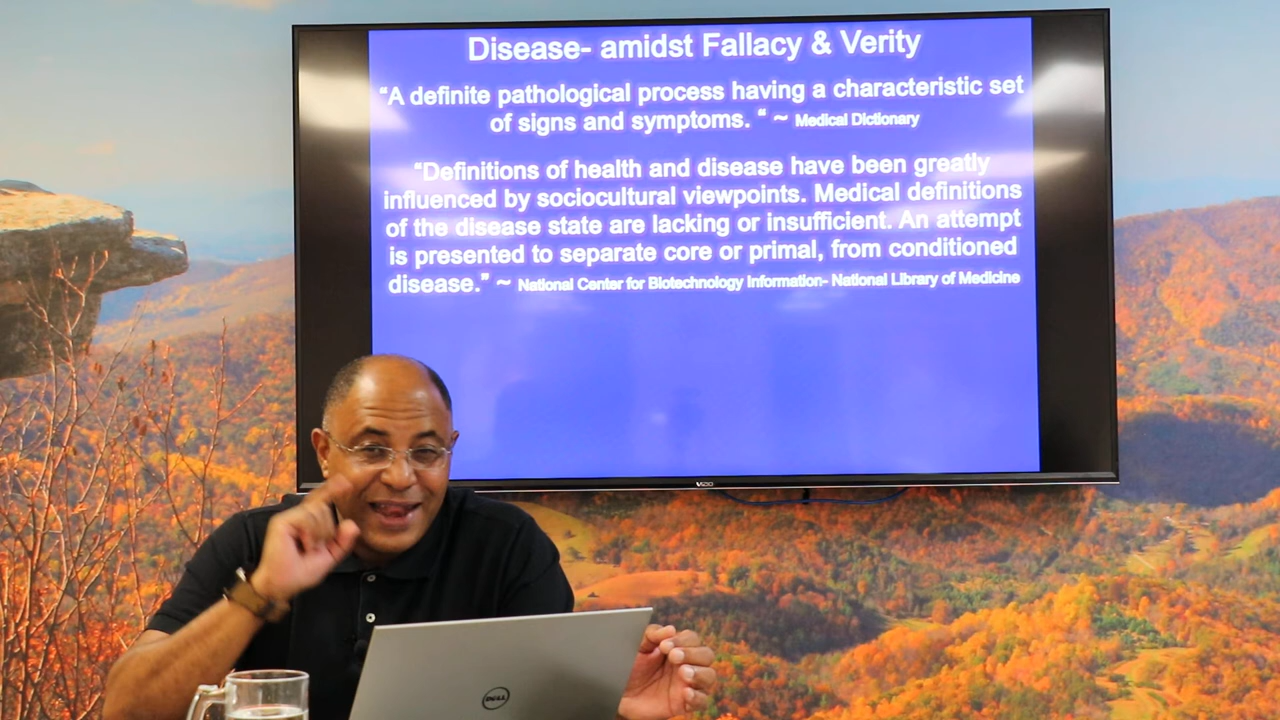 Disease- amidst Fallacy & Verity
“A definite pathological process having a characteristic set
of signs and symptoms. “ ~ Medical Dictionary
“Definitions of health and disease have been greatly
influenced by sociocultural viewpoints. Medical definitions
of the disease state are lacking or insufficient. An attempt
is presented to separate core or primal, from conditioned
disease.” ~ National Center for Biotechnology Information- National Library of Medicine
VIZIO
DELL